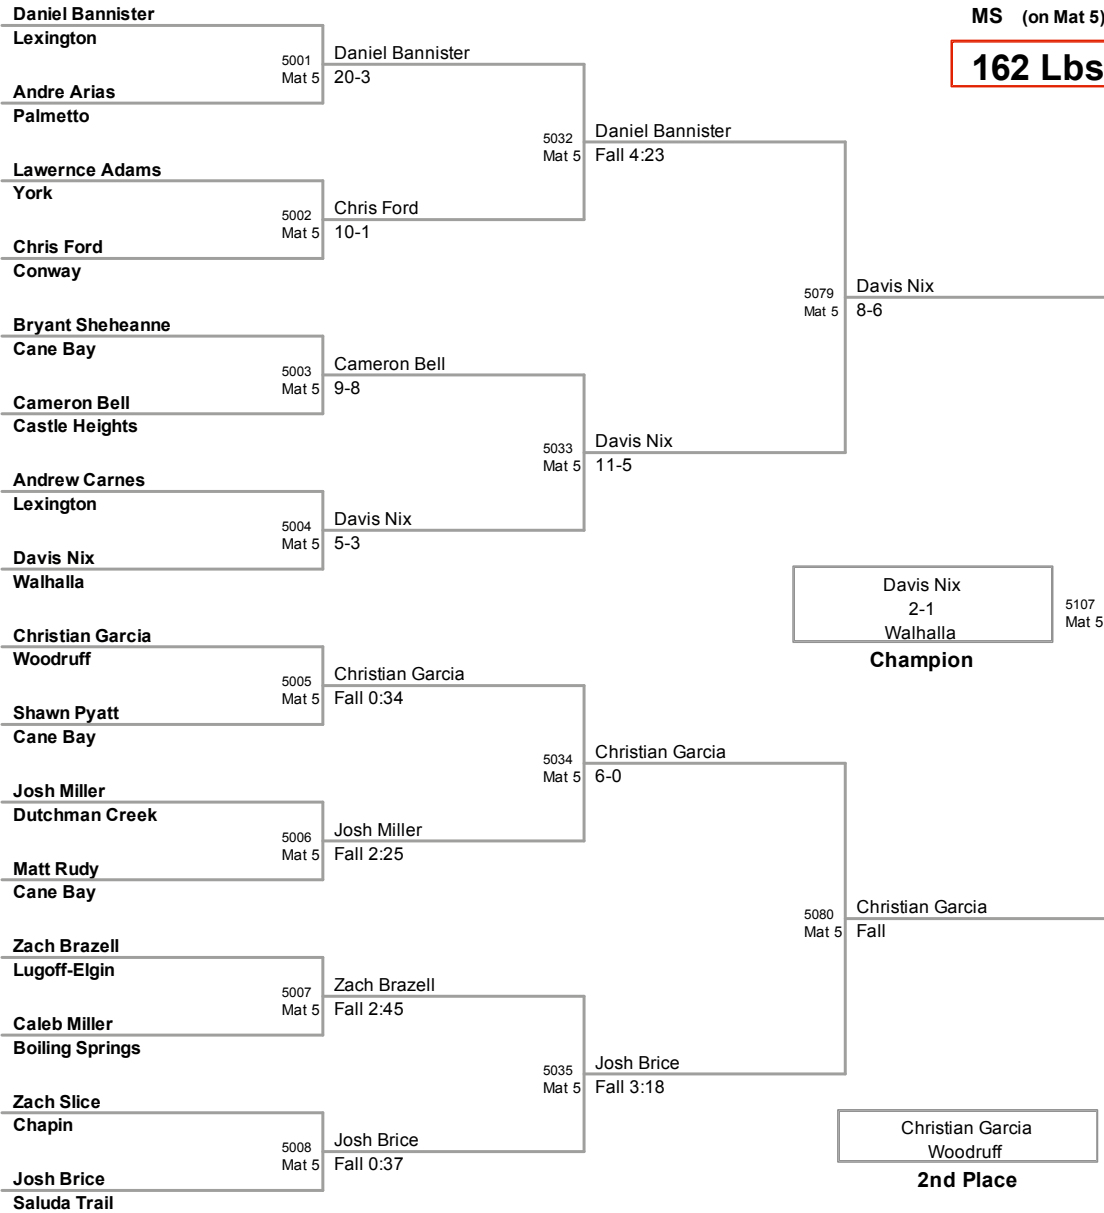 Daniel Bannister
Lexington
5001
Mat 5
Daniel Bannister
20-3
Andre Arias
Palmetto
5032
Mat 5
Daniel Bannister
Fall 4:23
Lawernce Adams
York
5002
Mat 5
Chris Ford
10-1
Chris Ford
Conway
5079
Mat 5
Davis Nix
8-6
Bryant Sheheanne
Cane Bay
5003
Mat 5
Cameron Bell
9-8
Cameron Bell
Castle Heights
5033
Mat 5
Davis Nix
11-5
Andrew Carnes
Lexington
5004
Mat 5
Davis Nix
5-3
Davis Nix
Walhalla
MS (on Mat 5)
162 Lbs
Davis Nix
2-1
Walhalla
Champion
5107
Mat 5
Christian Garcia
Woodruff
5005
Mat 5
Christian Garcia
Fall 0:34
Shawn Pyatt
Cane Bay
5034
Mat 5
Christian Garcia
6-0
Josh Miller
Dutchman Creek
5006
Mat 5
Josh Miller
Fall 2:25
Matt Rudy
Cane Bay
5080
Mat 5
Christian Garcia
Fall
Zach Brazell
Lugoff-Elgin
5007
Mat 5
Zach Brazell
Fall 2:45
Caleb Miller
Boiling Springs
5035
Mat 5
Josh Brice
Fall 3:18
Zach Slice
Chapin
5008
Mat 5
Josh Brice
Fall 0:37
Josh Brice
Saluda Trail
Christian Garcia
Woodruff
2nd Place